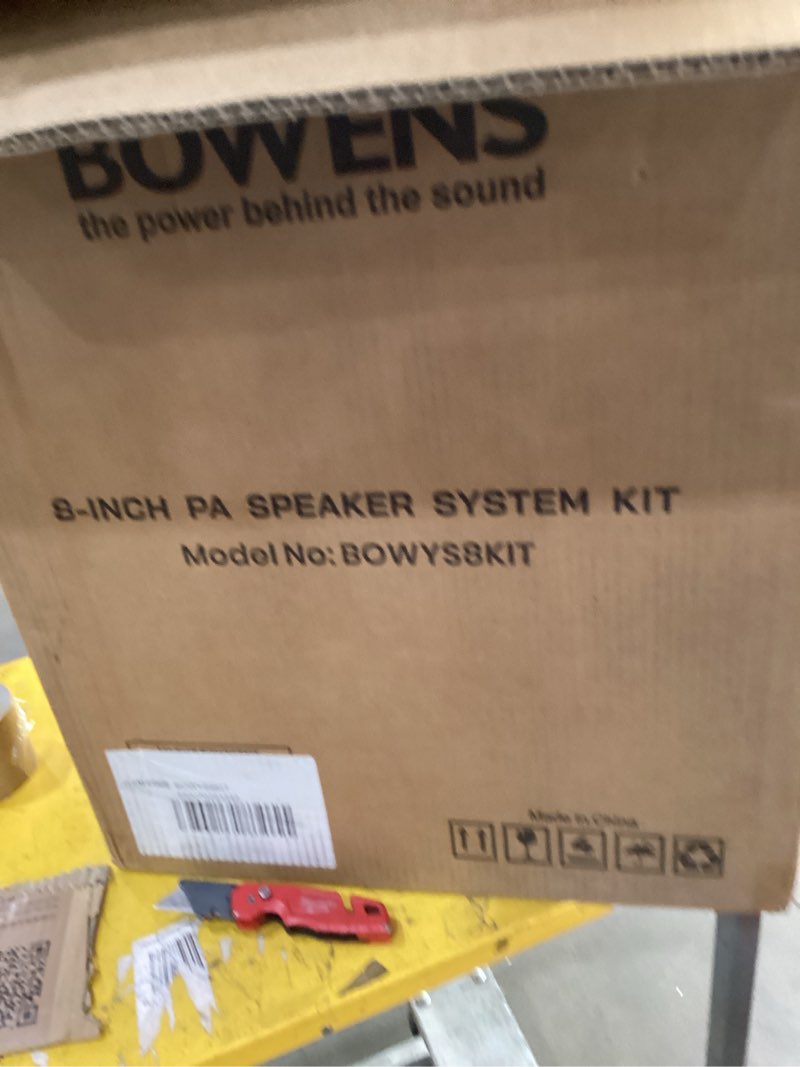 BOWENS
the power behind the sound
8-INCH PA SPEAKER SYSTEM KIT
Model No: BOWYS8KIT
Made in China